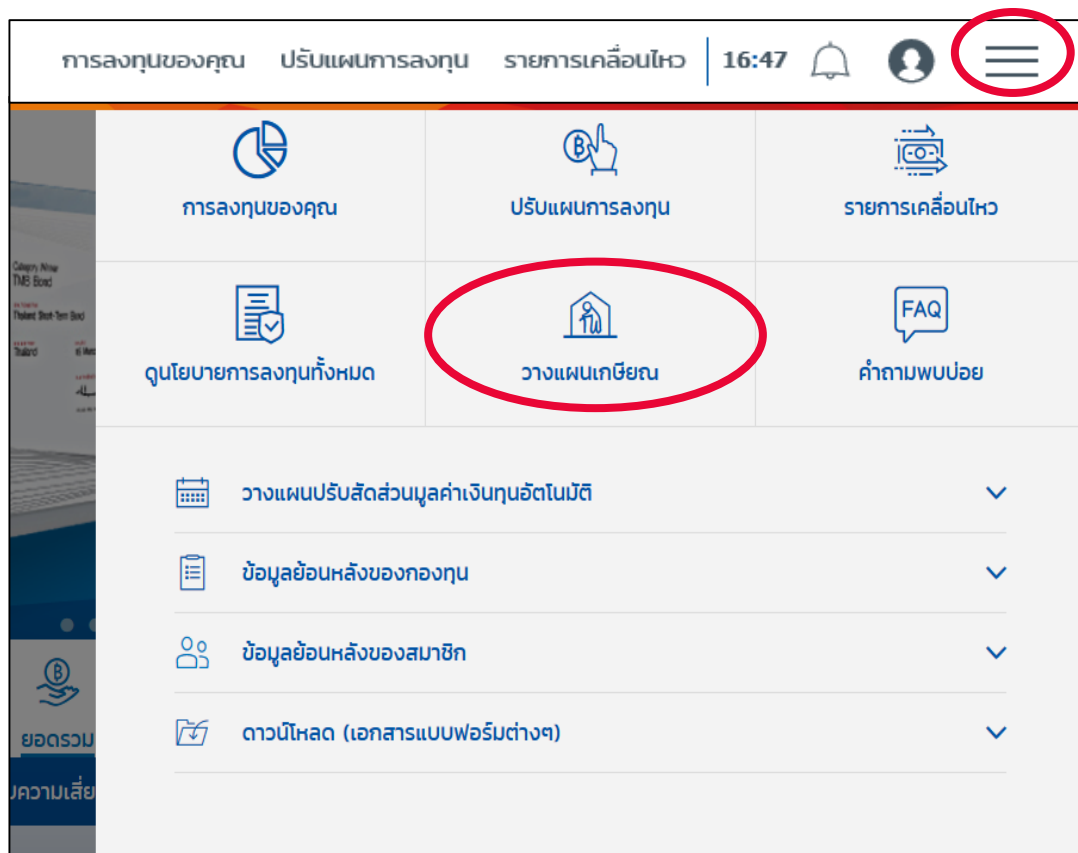 การลงทุนของคุณ ปรับแผนการลงทุน รายการเคลื่อนไหว 16:47
การลงทุนของคุณ ปรับแผนการลงทุน รายการเคลื่อนไหว
TMB Bond
FAQ
ดูนโยบายการลงทุนทั้งหมด วางแผนเกษียณ คำถามพบบ่อย
วางแผนปรับสัดส่วนมูลค่าเงินทุนอัตโนมัติ
ข้อมูลย้อนหลังของกองทุน
ข้อมูลย้อนหลังของสมาชิก
ดาวน์โหลด (เอกสารแบบฟอร์มต่างๆ)
ยอดรวม